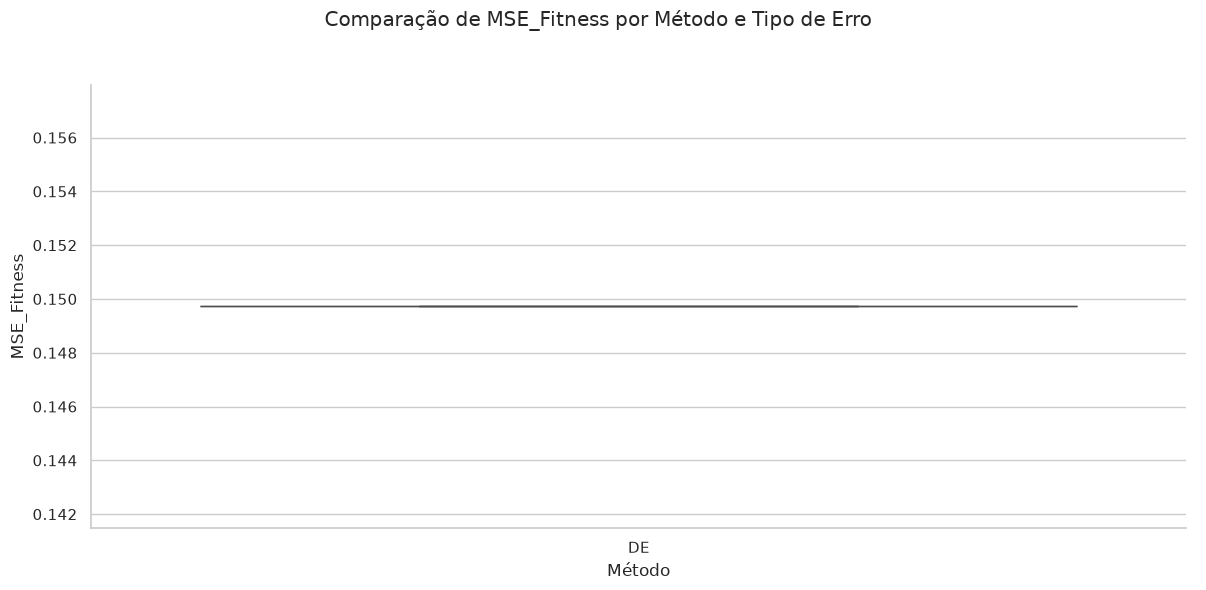 Comparação de MSE_Fitness por Método e Tipo de Erro
MSE_Fitness
0.156
0.154
0.152
0.150
0.148
0.146
0.144
0.142
DE
Método